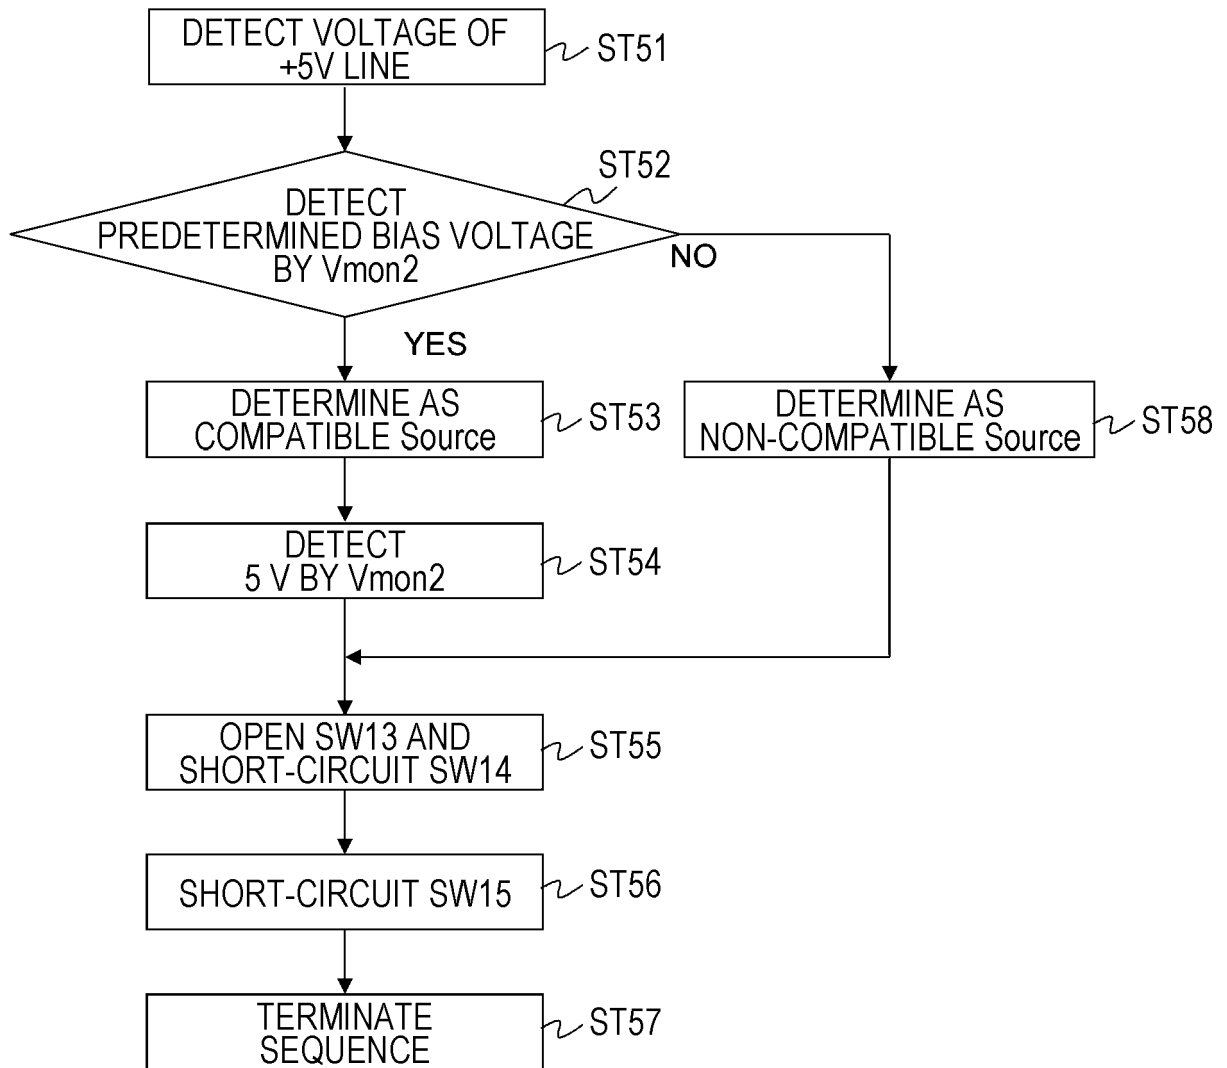 DETECT VOLTAGE OF
+5V LINE
ST51
ST52
DETECT
PREDETERMINED BIAS VOLTAGE
BY Vmon2
NO
YES
DETERMINE AS
COMPATIBLE Source
ST53
DETERMINE AS
NON-COMPATIBLE Source
ST58
DETECT
5 V BY Vmon2
ST54
OPEN SW13 AND
SHORT-CIRCUIT SW14
ST55
SHORT-CIRCUIT SW15
ST56
TERMINATE
SEQUENCE
ST57